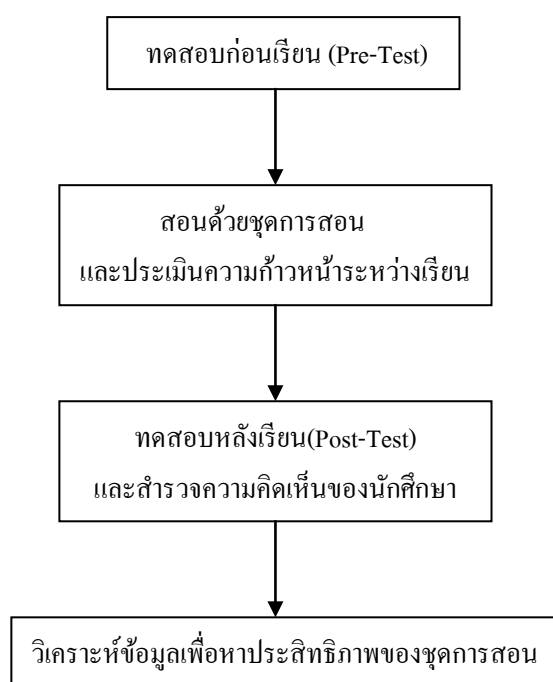 ทดสอบก่อนเรียน (Pre-Test)
สอนด้วยชุดการสอน
และประเมินความก้าวหน้าระหว่างเรียน
ทดสอบหลังเรียน(Post-Test)
และสำรวจความคิดเห็นของนักศึกษา
วิเคราะห์ข้อมูลเพื่อหาประสิทธิภาพของชุดการสอน